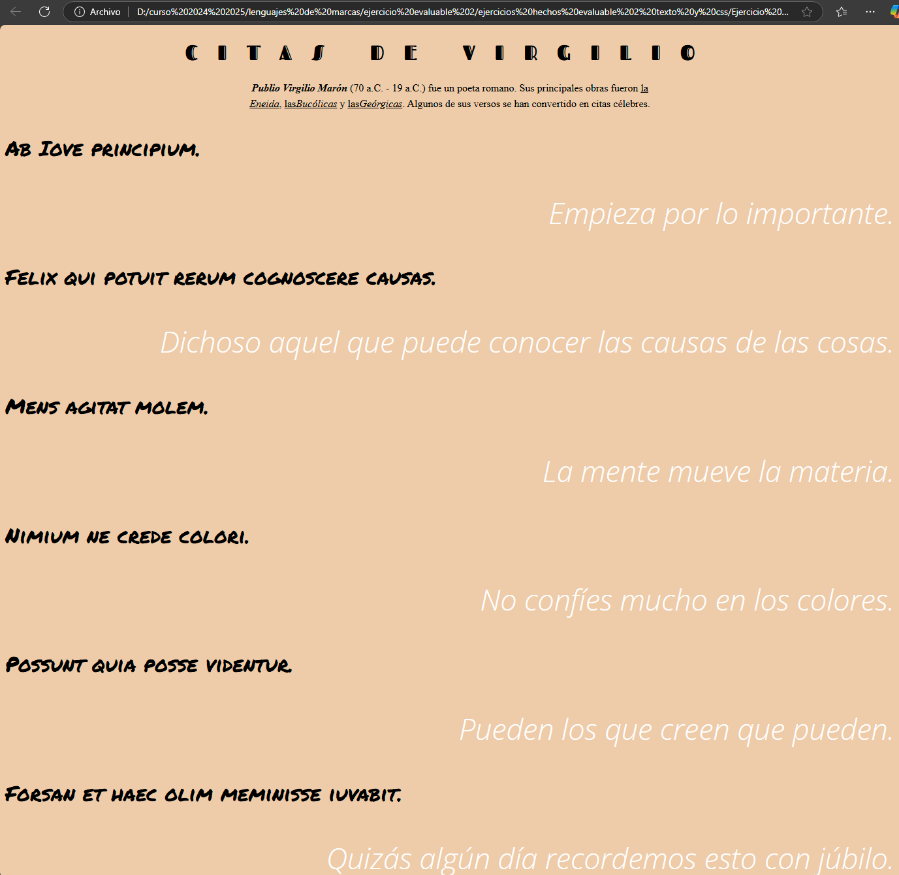 Archivo D:/curso%202024%202025/lenguajes%20de%20marcas/ejercicio%20evaluable%202/ejercicios%20hechos%20evaluable%202%20texto%20y%20css/Ejercicio%20...
CITAS DE VIRGILIO
Publio Virgilio Marón (70 a.C. - 19 a.C.) fue un poeta romano. Sus principales obras fueron la
Eneida, lasBucólicas y lasGeórgicas. Algunos de sus versos se han convertido en citas célebres.
Ab Iove principium.
Empieza por lo importante.
Felix qui potuit rerum cognoscere causas.
Dichoso aquel que puede conocer las causas de las cosas.
Mens agitat molem.
La mente mueve la materia.
Nimium ne crede colori.
No confíes mucho en los colores.
Possunt quia posse videntur.
Pueden los que creen que pueden.
Forsan et haec olim meminisse iuvabit.
Quizás algún día recordemos esto con júbilo.